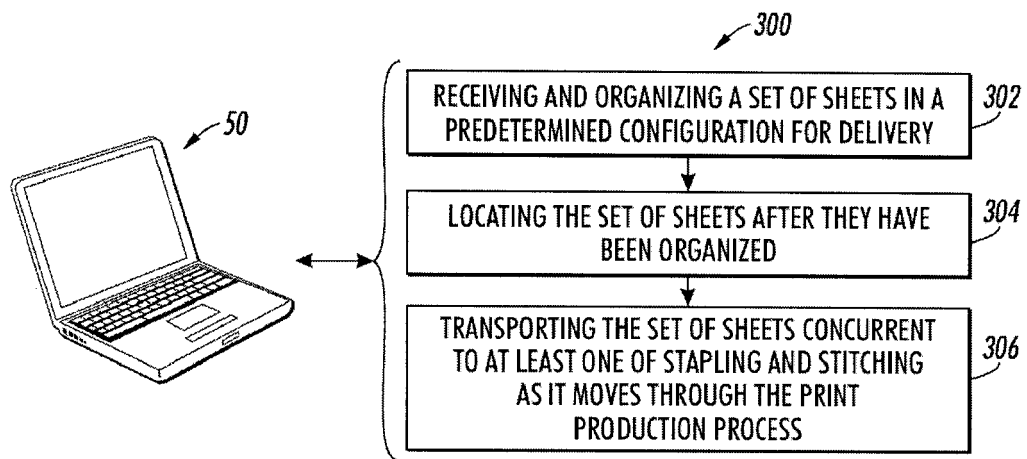 300
RECEIVING AND ORGANIZING A SET OF SHEETS IN A
PREDETERMINED CONFIGURATION FOR DELIVERY
302
50
LOCATING THE SET OF SHEETS AFTER THEY HAVE
BEEN ORGANIZED
304
TRANSPORTING THE SET OF SHEETS CONCURRENT
TO AT LEAST ONE OF STAPLING AND STITCHING
AS IT MOVES THROUGH THE PRINT
PRODUCTION PROCESS
306